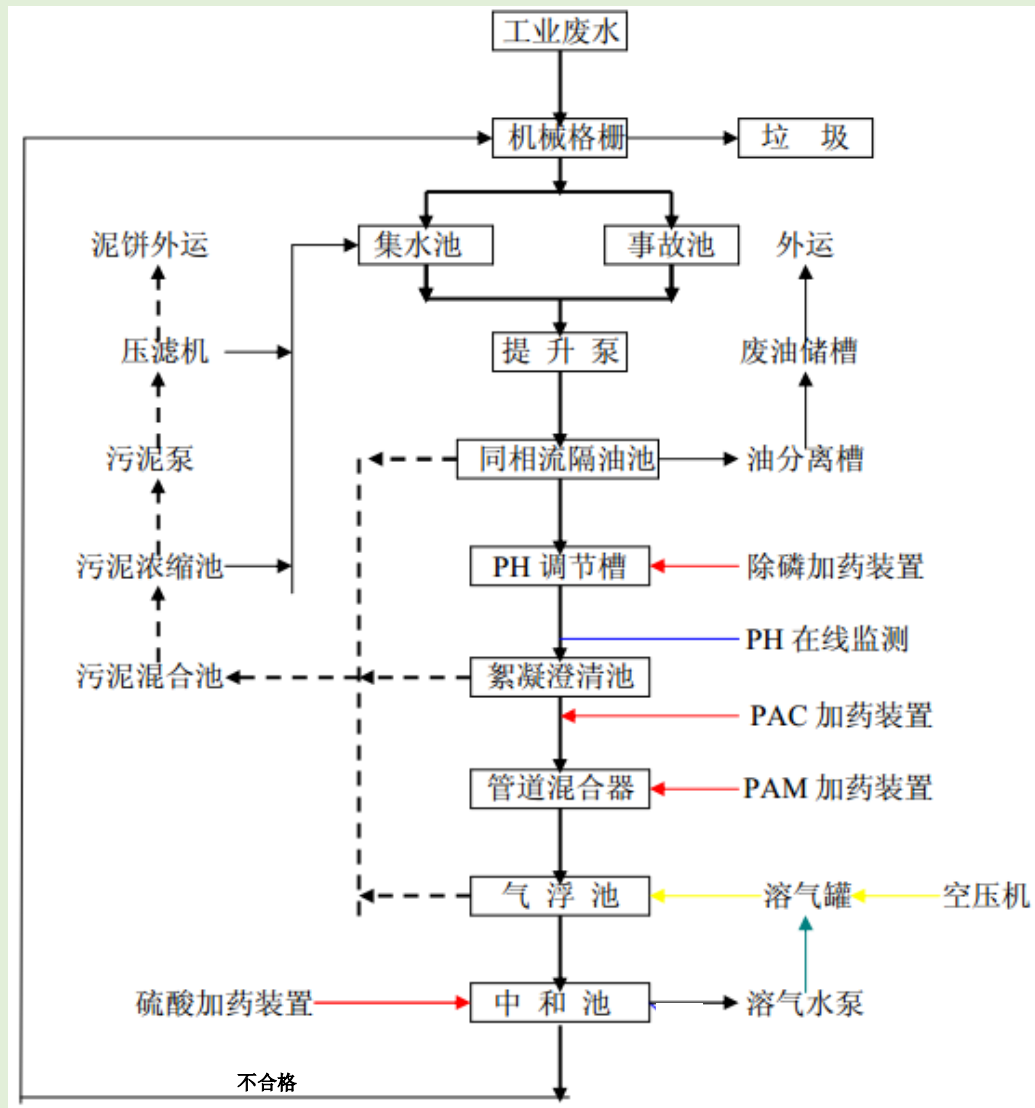 工业废水
机械格栅
垃 圾
泥饼外运
集水池
事故池
外运
压滤机
提 升 泵
废油储槽
污泥泵
同相流隔油池
油分离槽
污泥浓缩池
PH 调节槽
除磷加药装置
PH 在线监测
污泥混合池
絮凝澄清池
PAC 加药装置
管道混合器
PAM 加药装置
气 浮 池
溶气罐
空压机
硫酸加药装置
中 和 池
溶气水泵
不合格